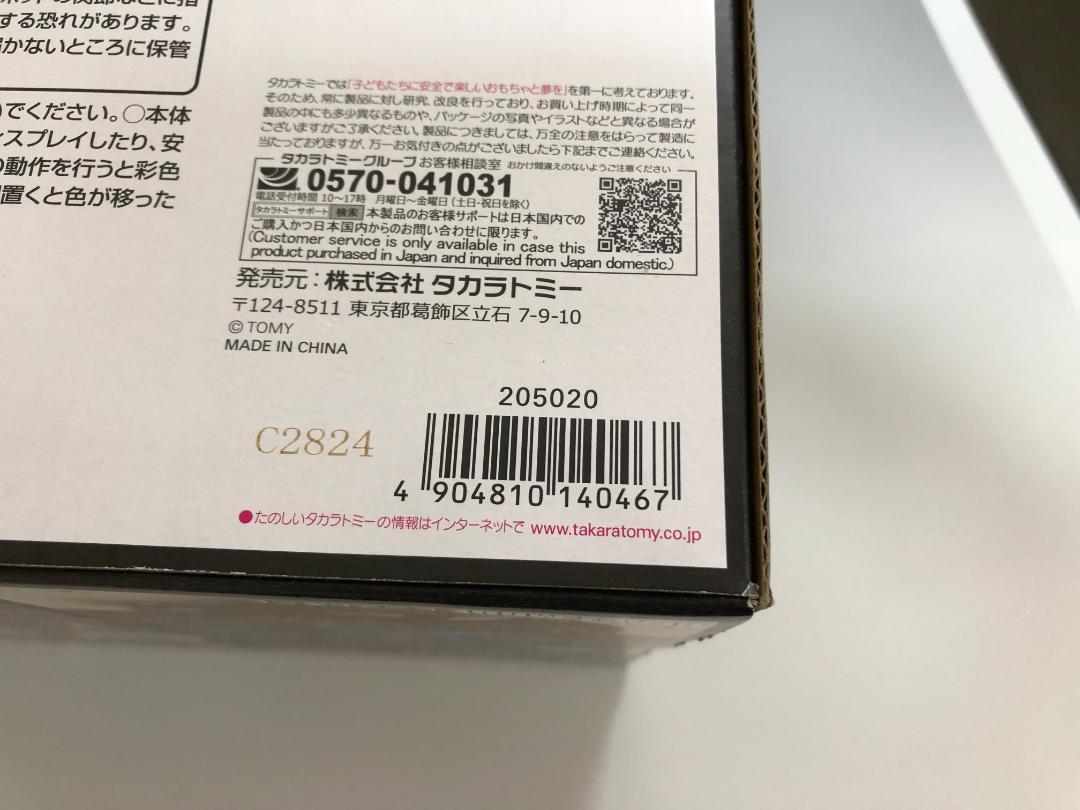 する恐れがあります。
かないところに保管
でください。○本体
ィスプレイしたり、安
動作を行うと彩色
置くと色が移った
タカラトミーでは「子どもたちに安全で楽しいおもちゃと夢を」を第一に考えております。
そのため、常に製品に対し研究、改良を行っており、お買い上げ時期によって同一
製品の中にも多少異なるものや、パッケージの写真やイラストなどと異なる場合が
ございますがご了承ください。製品につきましては、万全の注意をはらって製造に
当たっておりますが、万一お気付きの点がございましたら下記までご連絡ください。
タカラトミーグループ お客様相談室 おかけ間違えのないようご注意ください
0570-041031
電話受付時間 10〜17時 月曜日〜金曜日(土日・祝日を除く)
タカラトミーサポート 検索 本製品のお客様サポートは日本国内での
ご購入かつ日本国内からのお問い合わせに限ります。
(Customer service is only available in case this
product purchased in Japan and inquired from Japan domestic.)
発売元:株式会社 タカラトミー
〒124-8511 東京都葛飾区立石 7-9-10
© TOMY
MADE IN CHINA
205020
C2824
4 904810 140467
●たのしいタカラトミーの情報はインターネットで www.takaratomy.co.jp